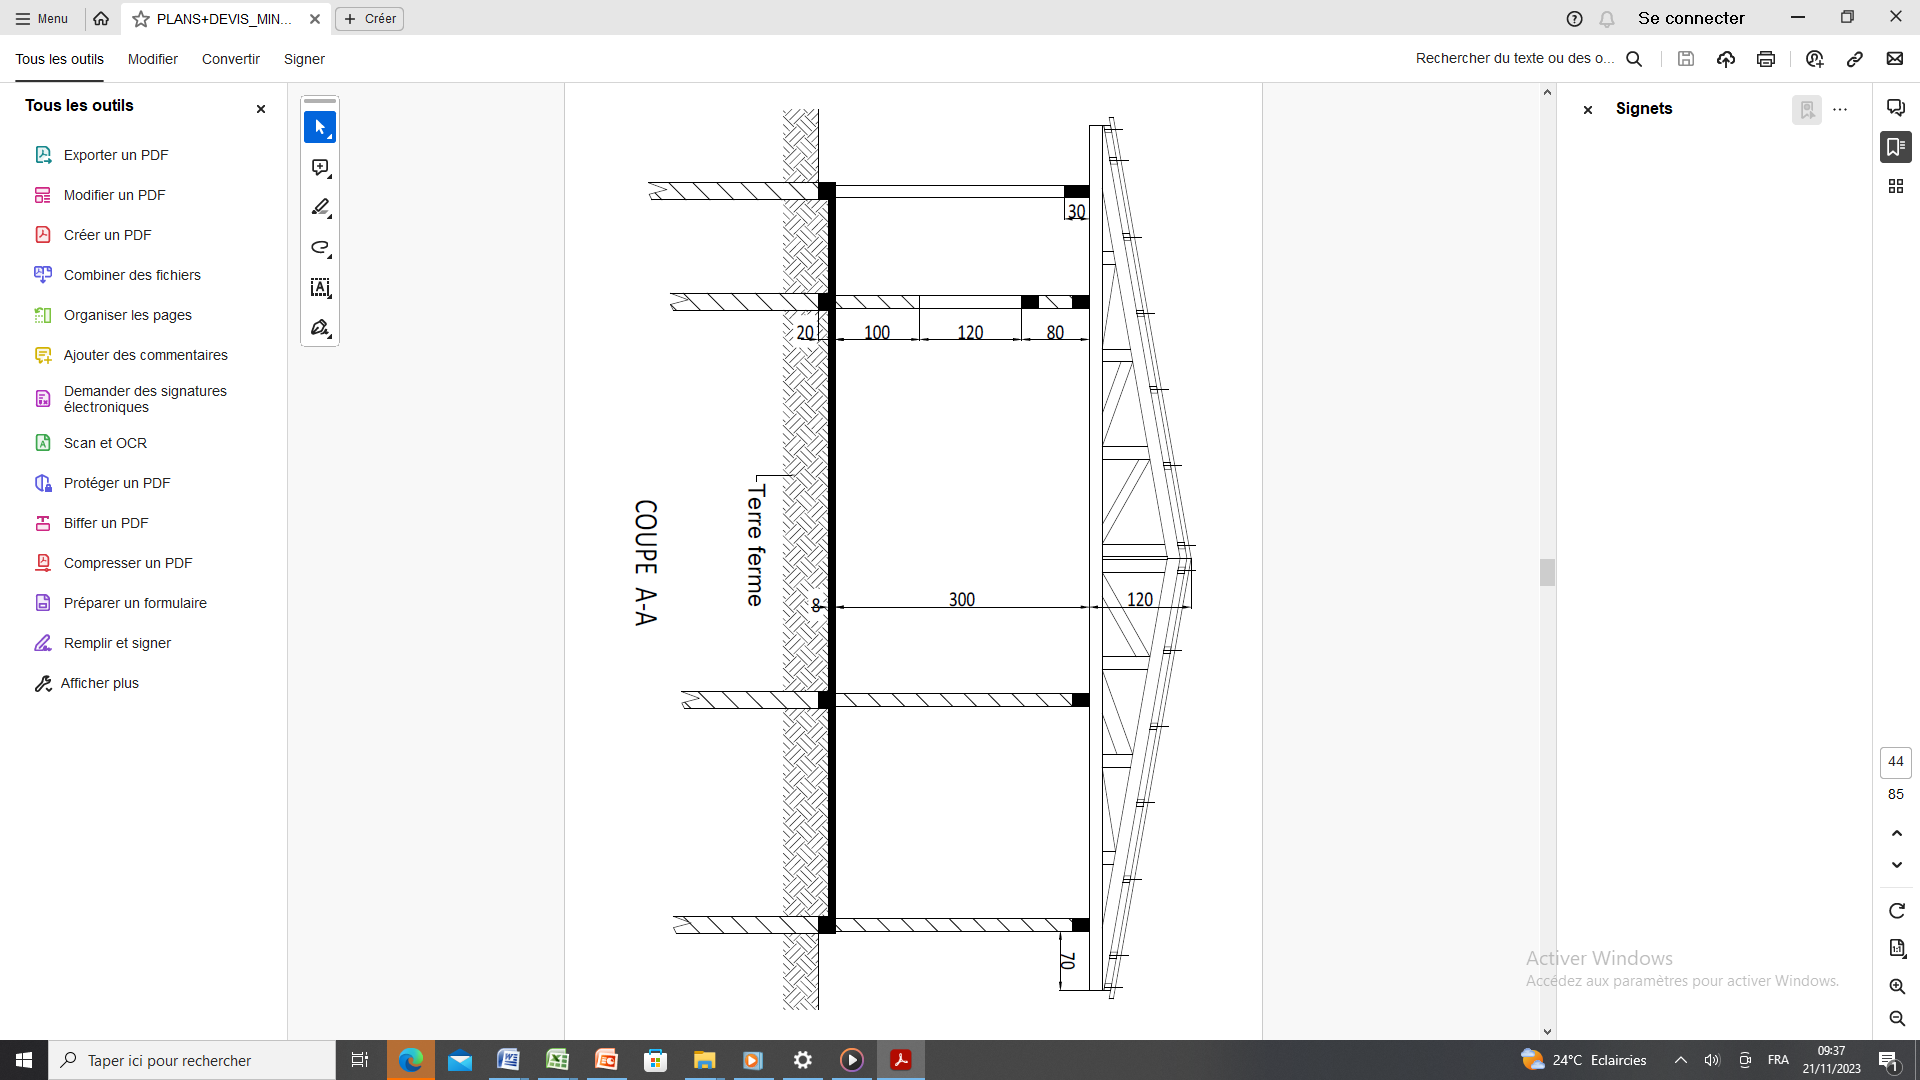 Menu
PLANS+DEVIS_MIN...
Créer
Se connecter
Tous les outils
Modifier
Convertir
Signer
Rechercher du texte ou des o...
Tous les outils
Exporter un PDF
Modifier un PDF
Créer un PDF
Combiner des fichiers
Organiser les pages
Ajouter des commentaires
Demander des signatures
électroniques
Scan et OCR
Protéger un PDF
Biffer un PDF
Compresser un PDF
Préparer un formulaire
Remplir et signer
Afficher plus
30
20
100
120
80
Terre ferme
COUPE A-A
8
300
120
70
Signets
44
85
Activer Windows
Accédez aux paramètres pour activer Windows.
Taper ici pour rechercher
24°C Eclaircies
FRA
09:37
21/11/2023
1